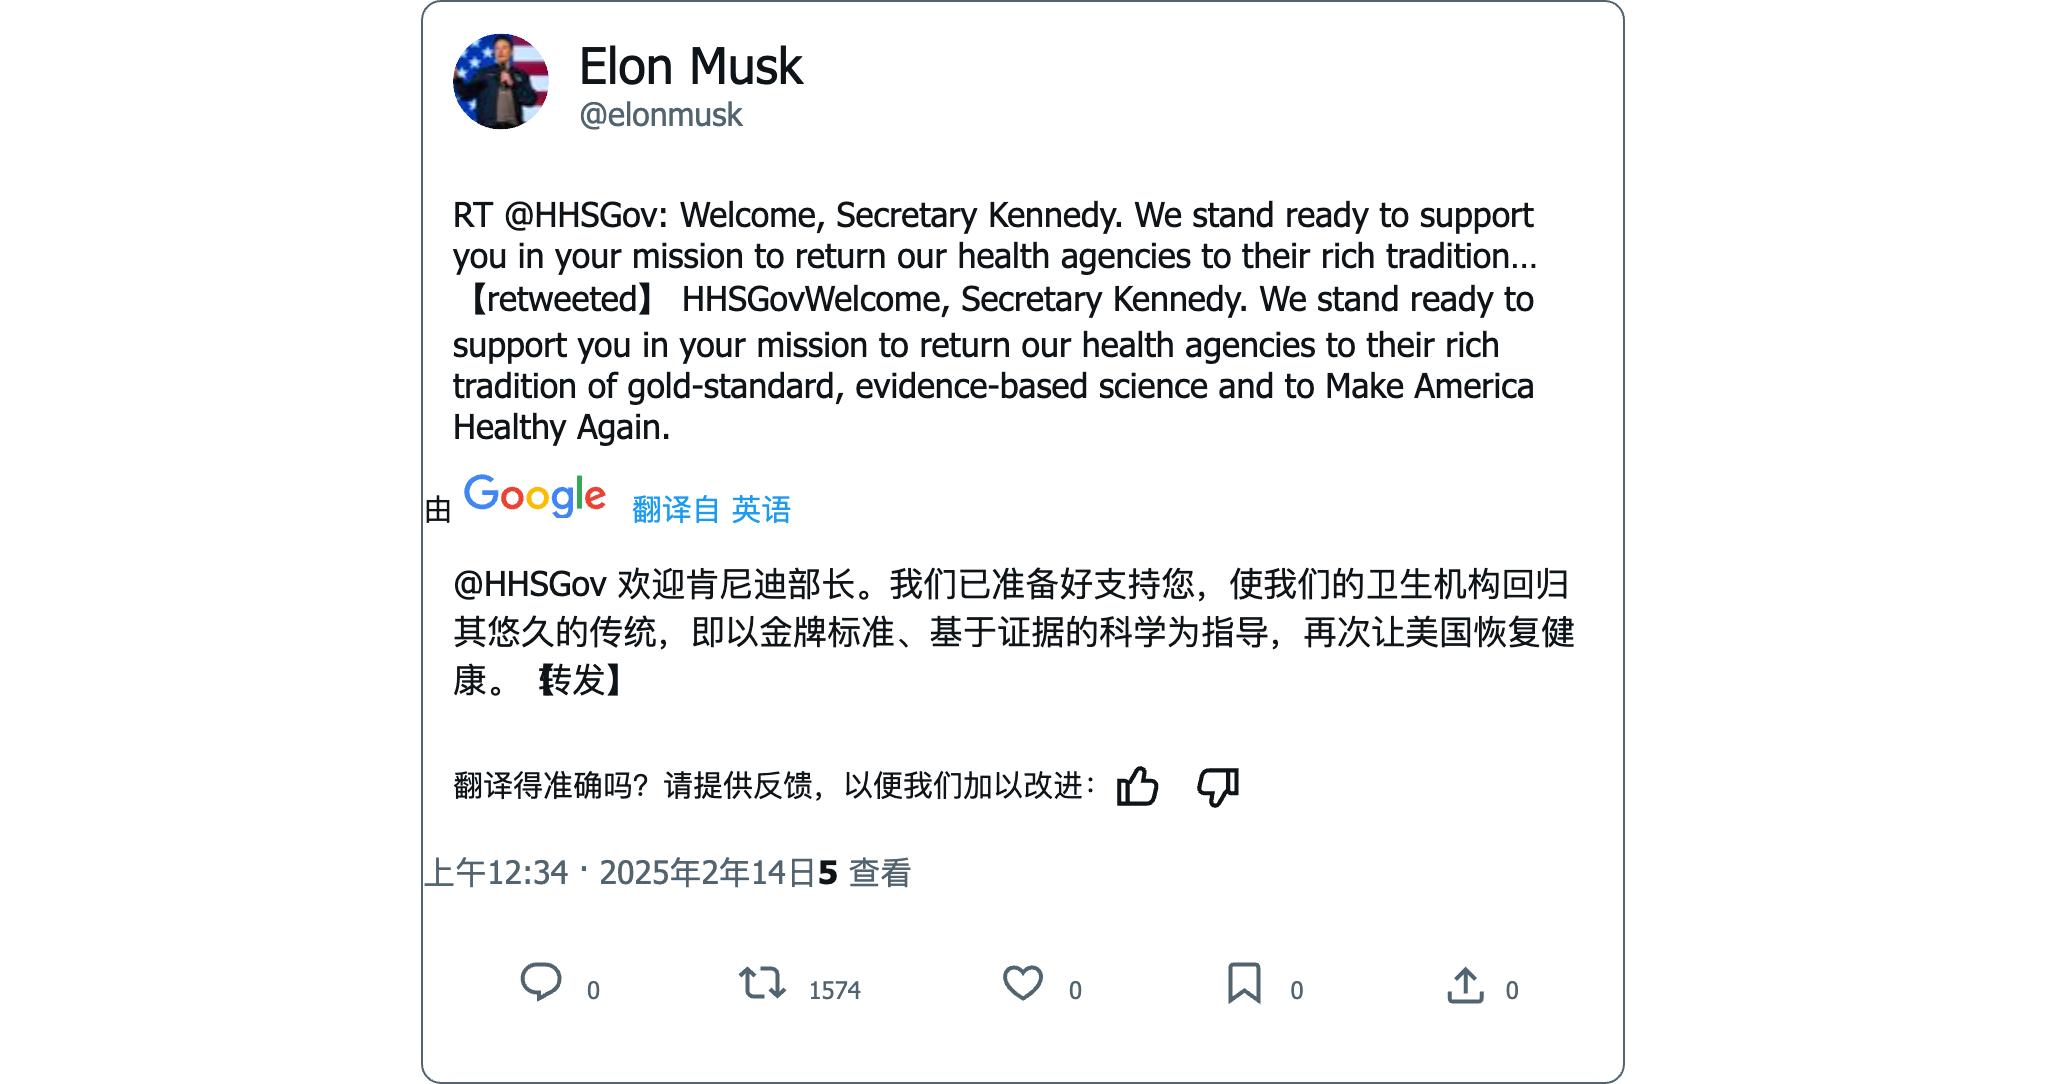 Elon Musk
@elonmusk
RT @HHSGov: Welcome, Secretary Kennedy. We stand ready to support
you in your mission to return our health agencies to their rich tradition…
【retweeted】 HHSGovWelcome, Secretary Kennedy. We stand ready to
support you in your mission to return our health agencies to their rich
tradition of gold-standard, evidence-based science and to Make America
Healthy Again.
由 Google 翻译自 英语
@HHSGov 欢迎肯尼迪部长。我们已准备好支持您，使我们的卫生机构回归
其悠久的传统，即以金牌标准、基于证据的科学为指导，再次让美国恢复健
康。【转发】
翻译得准确吗？请提供反馈，以便我们加以改进：
上午12:34 · 2025年2年14日5 查看
0 1574 0 0 0